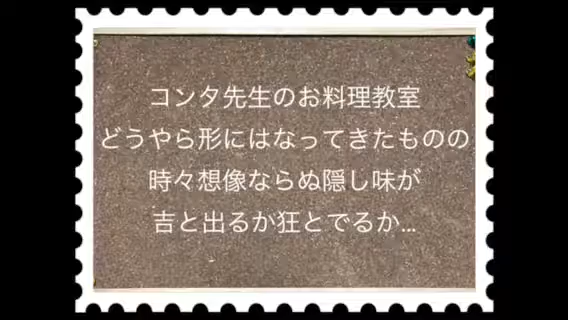 コンタ先生のお料理教室
どうやら形にはなってきたものの
時々想像ならぬ隠し味が
吉と出るか狂とでるか…